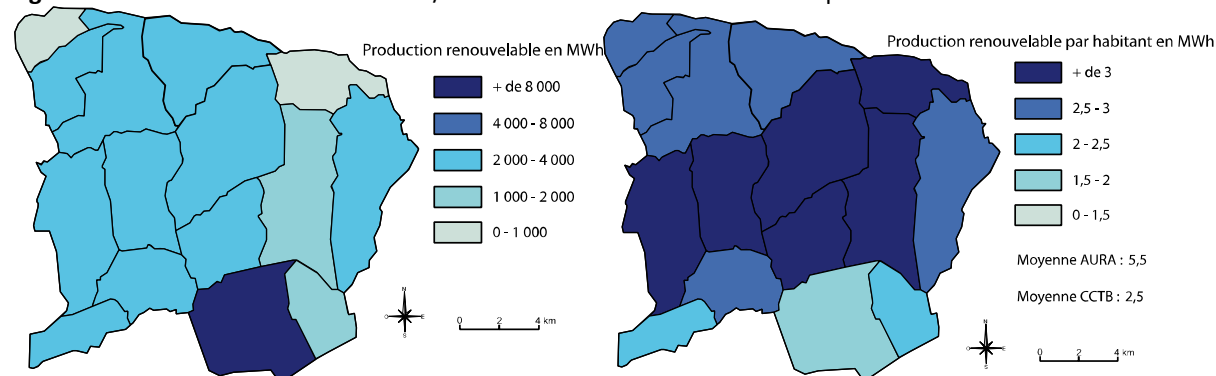 Production renouvelable en MWh
+ de 8 000
4 000 - 8 000
2 000 - 4 000
1 000 - 2 000
0 - 1 000
N
O E
S
0 2 4 km
Production renouvelable par habitant en MWh
+ de 3
2,5 - 3
2 - 2,5
1,5 - 2
0 - 1,5
Moyenne AURA : 5,5
Moyenne CCTB : 2,5
N
O E
S
0 2 4 km